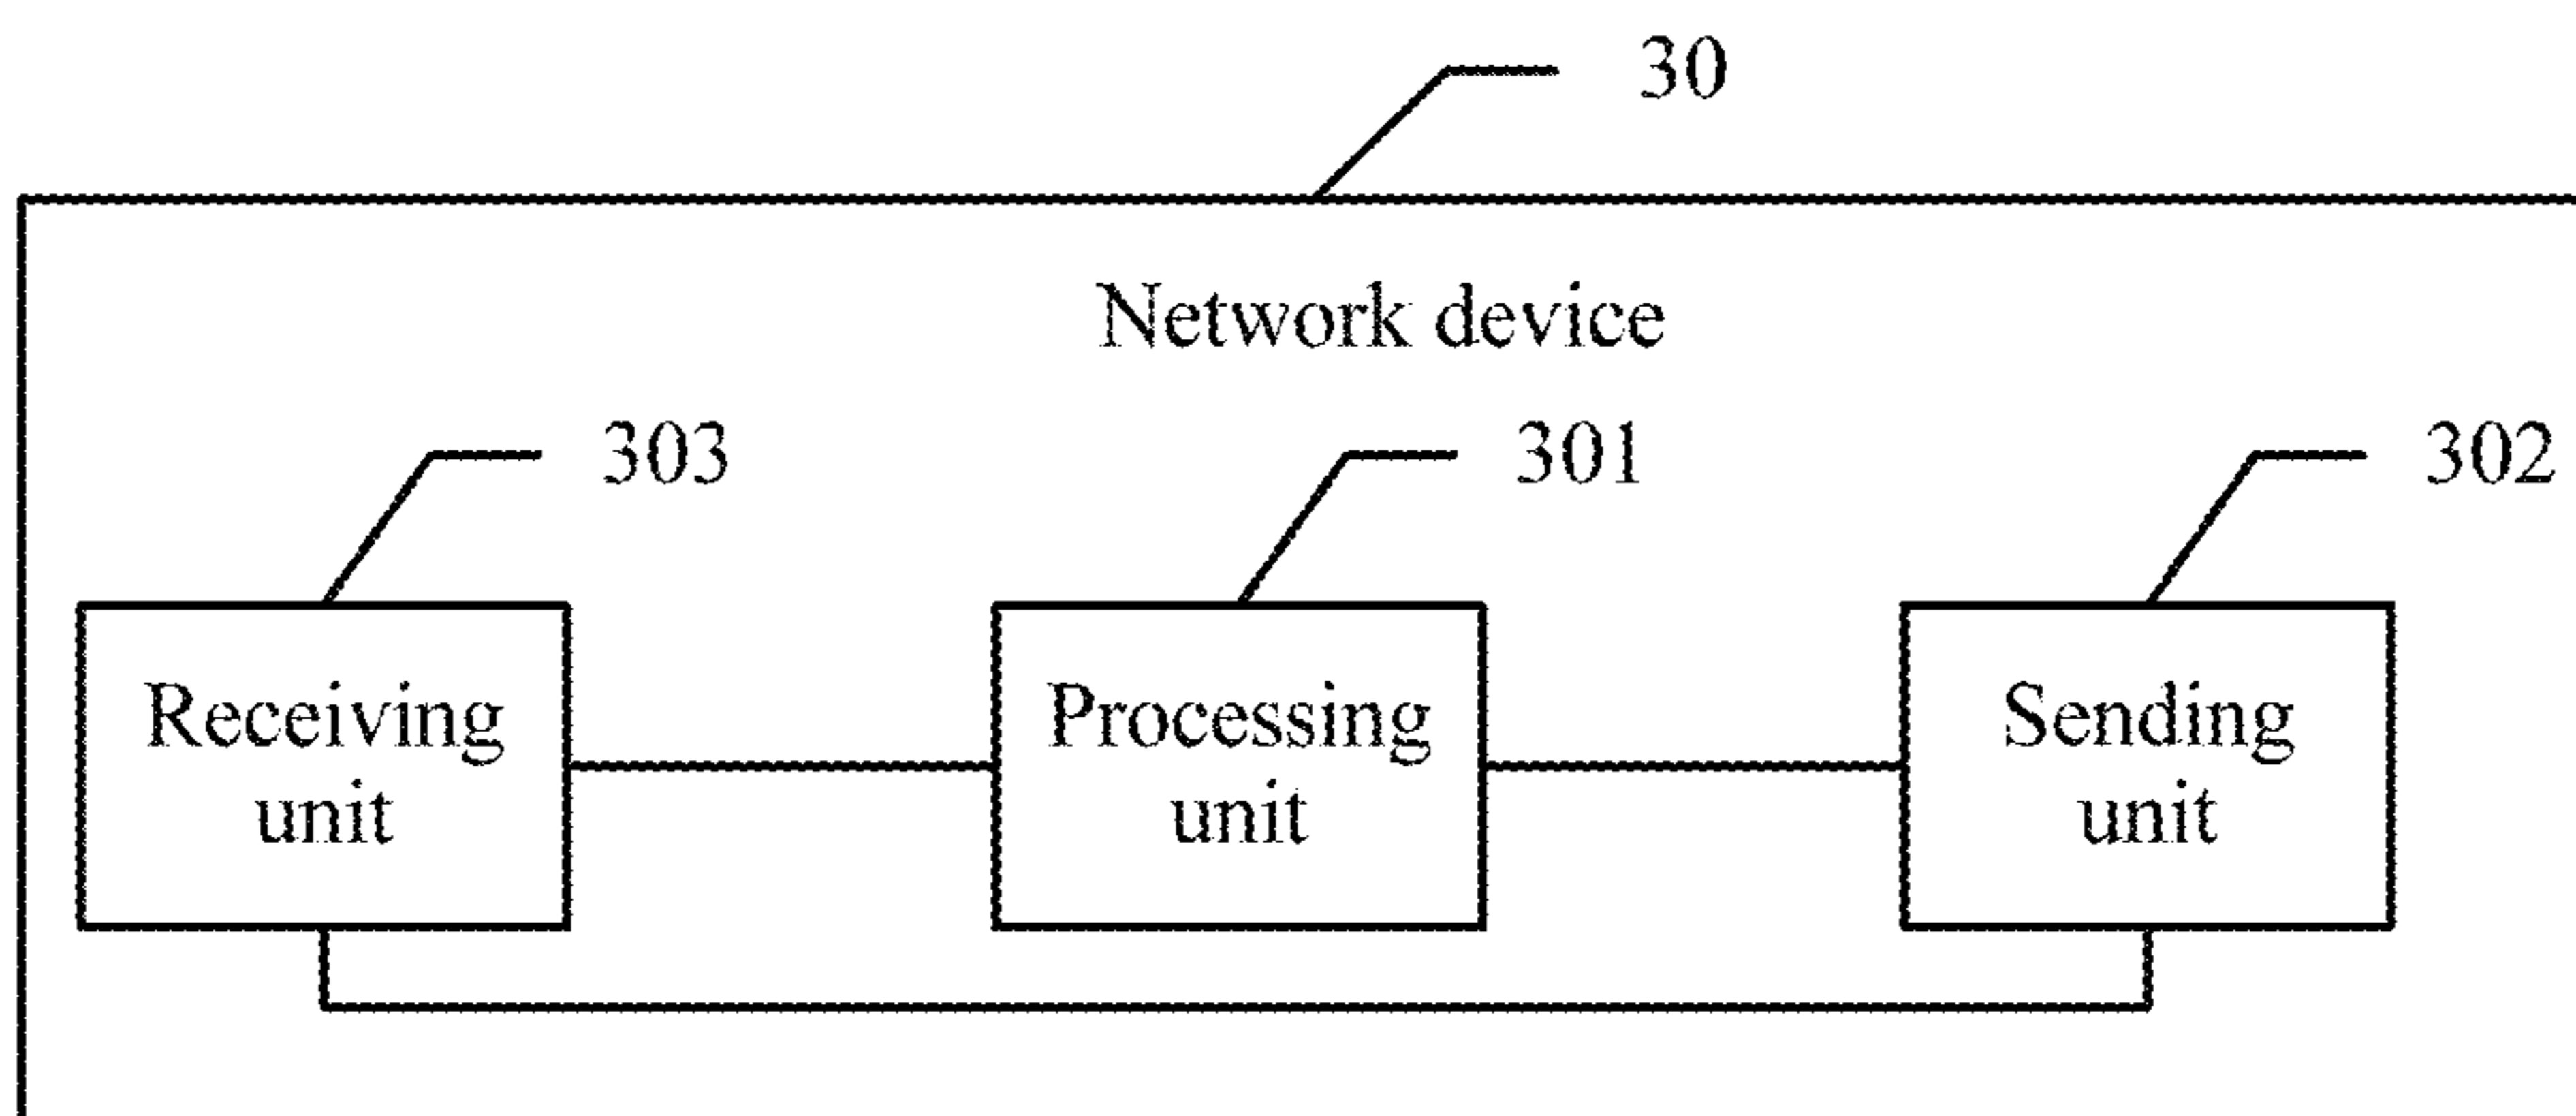 30
Network device
303
301
302
Receiving
unit
Processing
unit
Sending
unit